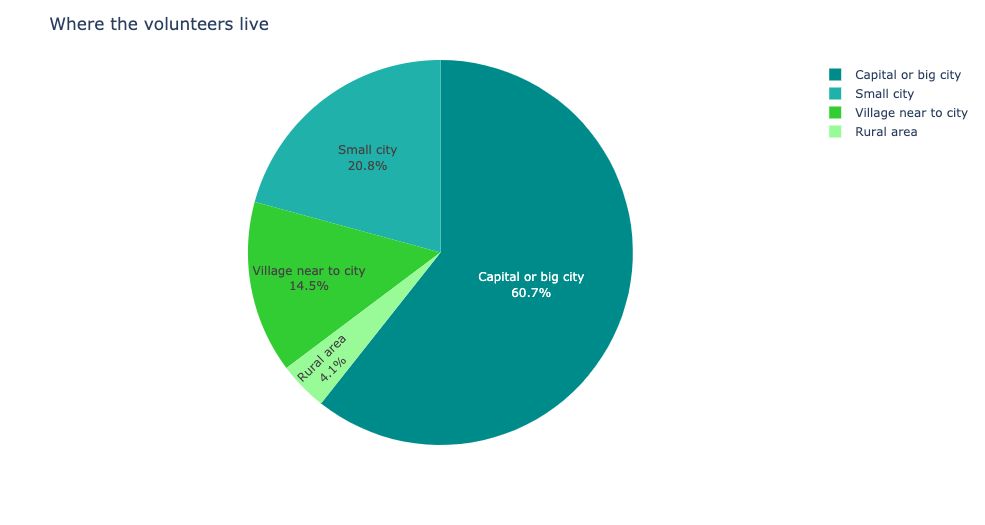 Where the volunteers live
Capital or big city
Small city
Village near to city
Rural area
Small city
20.8%
Village near to city
14.5%
Capital or big city
60.7%
Rural area
4.1%